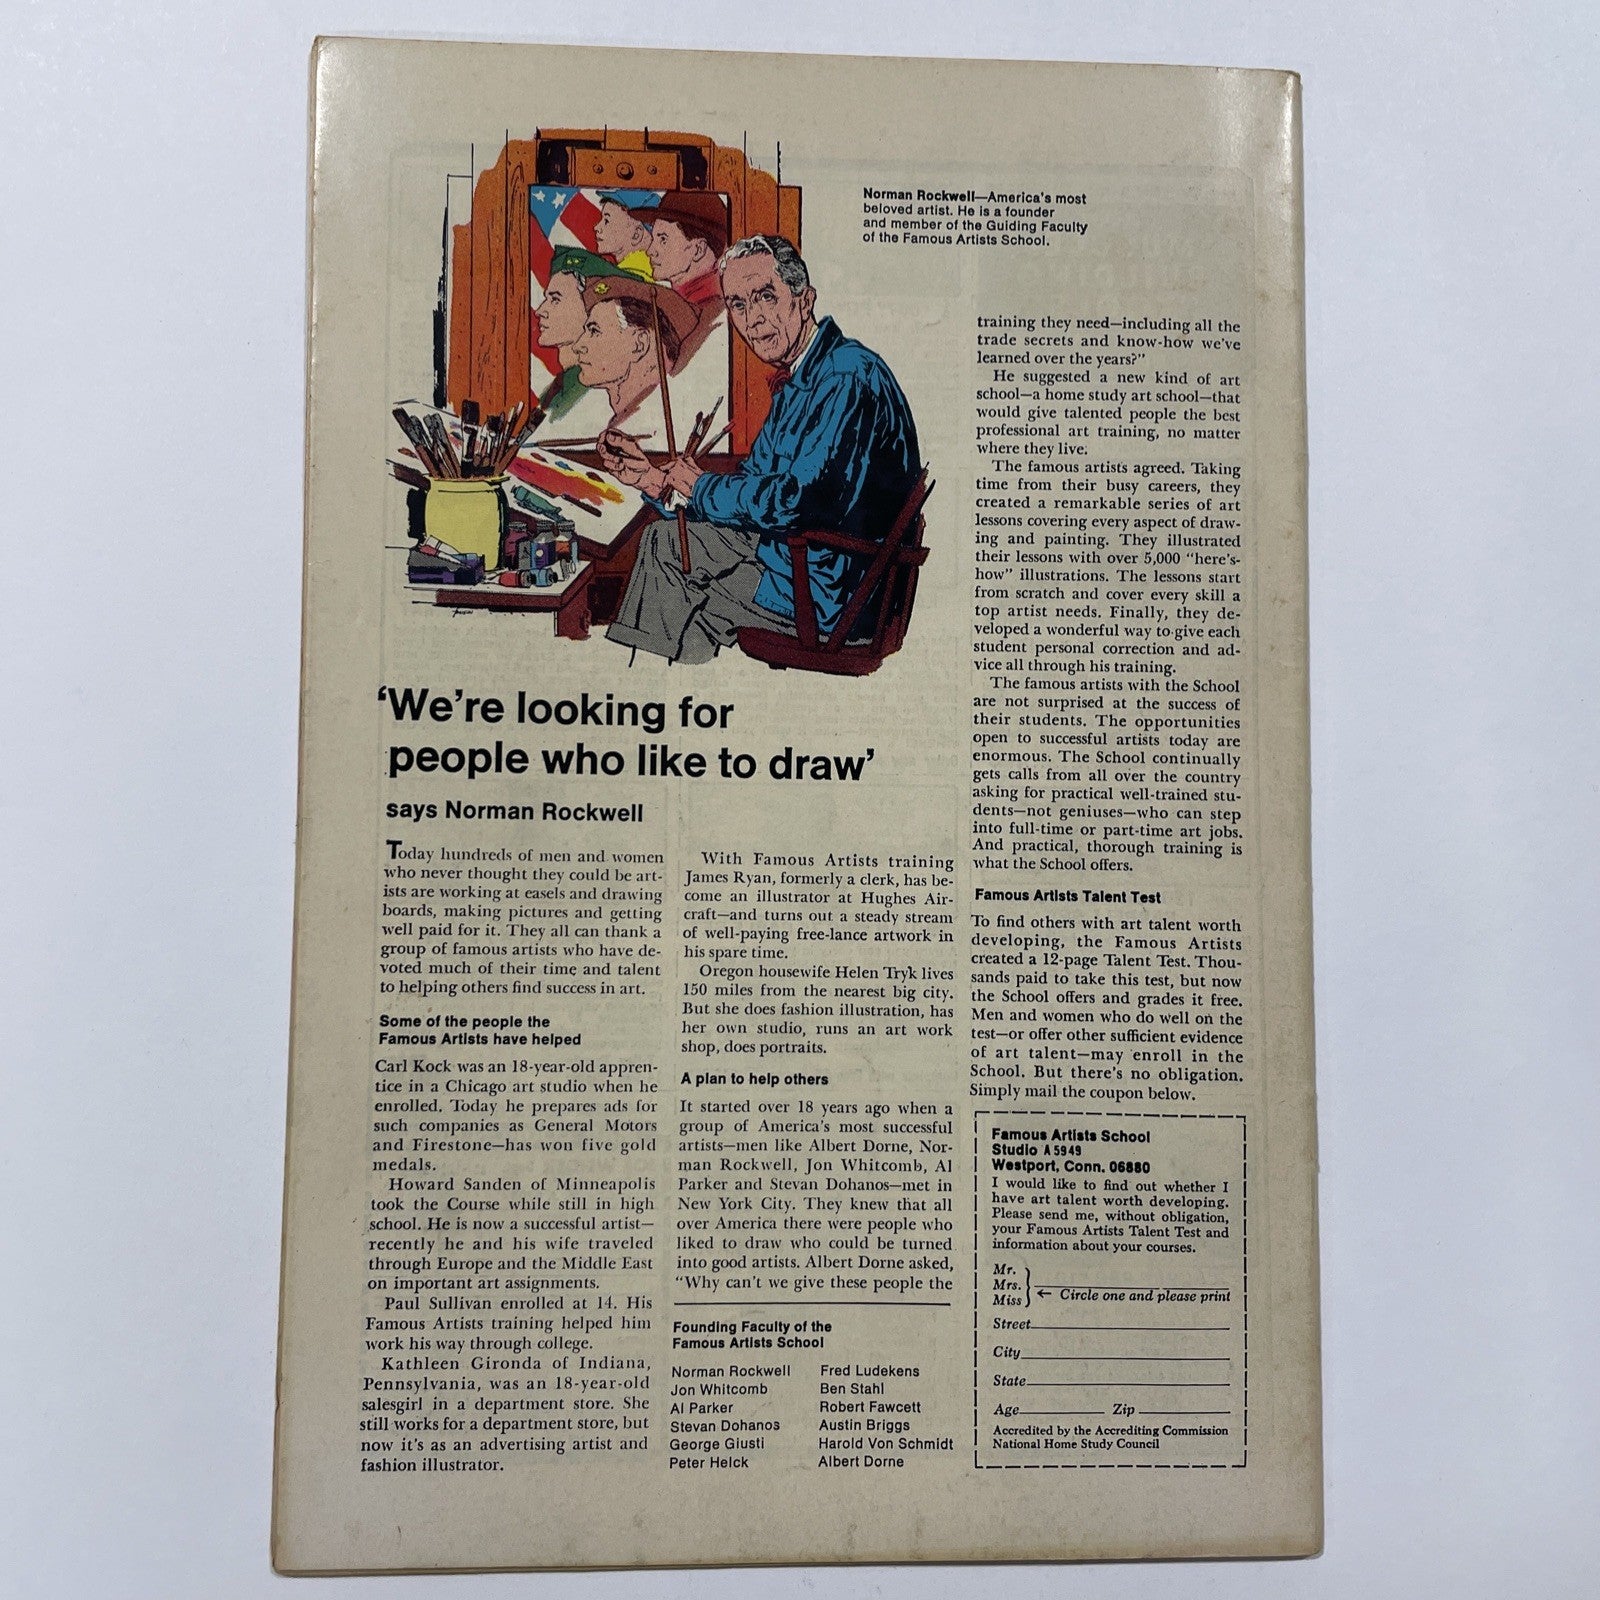 Norman Rockwell—America's most
beloved artist. He is a founder
and member of the Guiding Faculty
of the Famous Artists School.
'We're looking for
people who like to draw'
says Norman Rockwell
Today hundreds of men and women
who never thought they could be art-
ists are working at easels and drawing
boards, making pictures and getting
well paid for it. They all can thank a
group of famous artists who have de-
voted much of their time and talent
to helping others find success in art.
Some of the people the
Famous Artists have helped
Carl Kock was an 18-year-old appren-
tice in a Chicago art studio when he
enrolled. Today he prepares ads for
such companies as General Motors
and Firestone—has won five gold
medals.
Howard Sanden of Minneapolis
took the Course while still in high
school. He is now a successful artist—
recently he and his wife traveled
through Europe and the Middle East
on important art assignments.
Paul Sullivan enrolled at 14. His
Famous Artists training helped him
work his way through college.
Kathleen Gironda of Indiana,
Pennsylvania, was an 18-year-old
salesgirl in a department store. She
still works for a department store, but
now it's as an advertising artist and
fashion illustrator.
With Famous Artists training
James Ryan, formerly a clerk, has be-
come an illustrator at Hughes Air-
craft—and turns out a steady stream
of well-paying free-lance artwork in
his spare time.
Oregon housewife Helen Tryk lives
150 miles from the nearest big city.
But she does fashion illustration, has
her own studio, runs an art work
shop, does portraits.
A plan to help others
It started over 18 years ago when a
group of America's most successful
artists—men like Albert Dorne, Nor-
man Rockwell, Jon Whitcomb, Al
Parker and Stevan Dohanos—met in
New York City. They knew that all
over America there were people who
liked to draw who could be turned
into good artists. Albert Dorne asked,
"Why can't we give these people the
Founding Faculty of the
Famous Artists School
Norman Rockwell
Jon Whitcomb
Al Parker
Stevan Dohanos
George Giusti
Peter Helck
Fred Ludekens
Ben Stahl
Robert Fawcett
Austin Briggs
Harold Von Schmidt
Albert Dorne
training they need—including all the
trade secrets and know-how we've
learned over the years?"
He suggested a new kind of art
school—a home study art school—that
would give talented people the best
professional art training, no matter
where they live.
The famous artists agreed. Taking
time from their busy careers, they
created a remarkable series of art
lessons covering every aspect of draw-
ing and painting. They illustrated
their lessons with over 5,000 "here's-
how" illustrations. The lessons start
from scratch and cover every skill a
top artist needs. Finally, they de-
veloped a wonderful way to give each
student personal correction and ad-
vice all through his training.
The famous artists with the School
are not surprised at the success of
their students. The opportunities
open to successful artists today are
enormous. The School continually
gets calls from all over the country
asking for practical well-trained stu-
dents—not geniuses—who can step
into full-time or part-time art jobs.
And practical, thorough training is
what the School offers.
Famous Artists Talent Test
To find others with art talent worth
developing, the Famous Artists
created a 12-page Talent Test. Thou-
sands paid to take this test, but now
the School offers and grades it free.
Men and women who do well on the
test—or offer other sufficient evidence
of art talent—may enroll in the
School. But there's no obligation.
Simply mail the coupon below.
Famous Artists School
Studio A5949
Westport, Conn. 06880
I would like to find out whether I
have art talent worth developing.
Please send me, without obligation,
your Famous Artists Talent Test and
information about your courses.
Mr.
Mrs.
Miss
← Circle one and please print
Street
City
State
Age Zip
Accredited by the Accrediting Commission
National Home Study Council